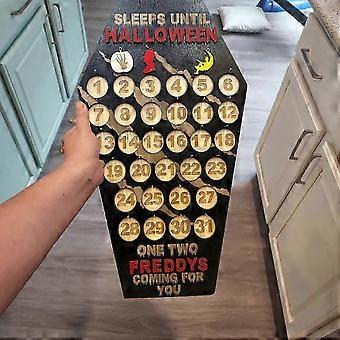 SLEEPS UNTIL
HALLOWEEN
1 2 3 4 5 6
7 8 9 10 11 12
13 14 15 16 17 18
19 20 21 22 23
24 25 26 27
28 29 30 31
ONE TWO
FREDDYS
COMING FOR
YOU